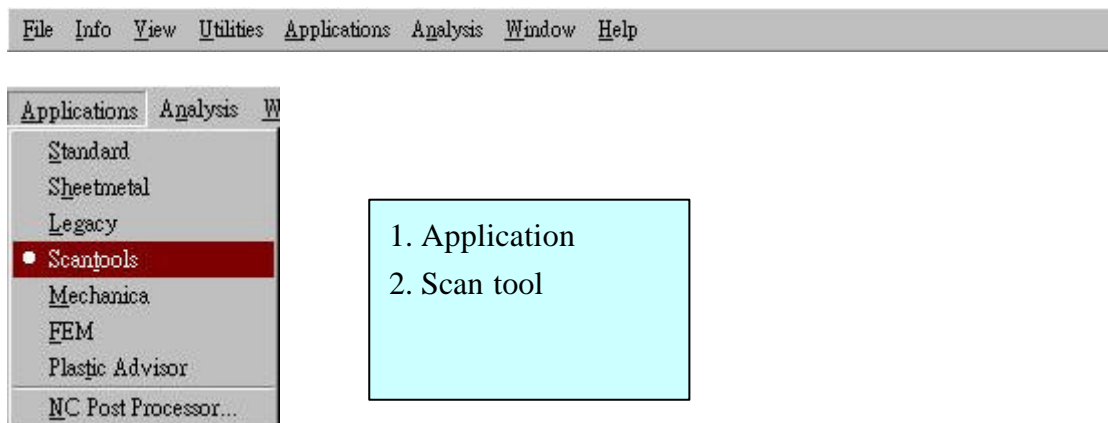 File Info View Utilities Applications Analysis Window Help
Applications Analysis W
Standard
Sheetmetal
Legacy
Scantools
Mechanica
FEM
Plastic Advisor
NC Post Processor...
1. Application
2. Scan tool